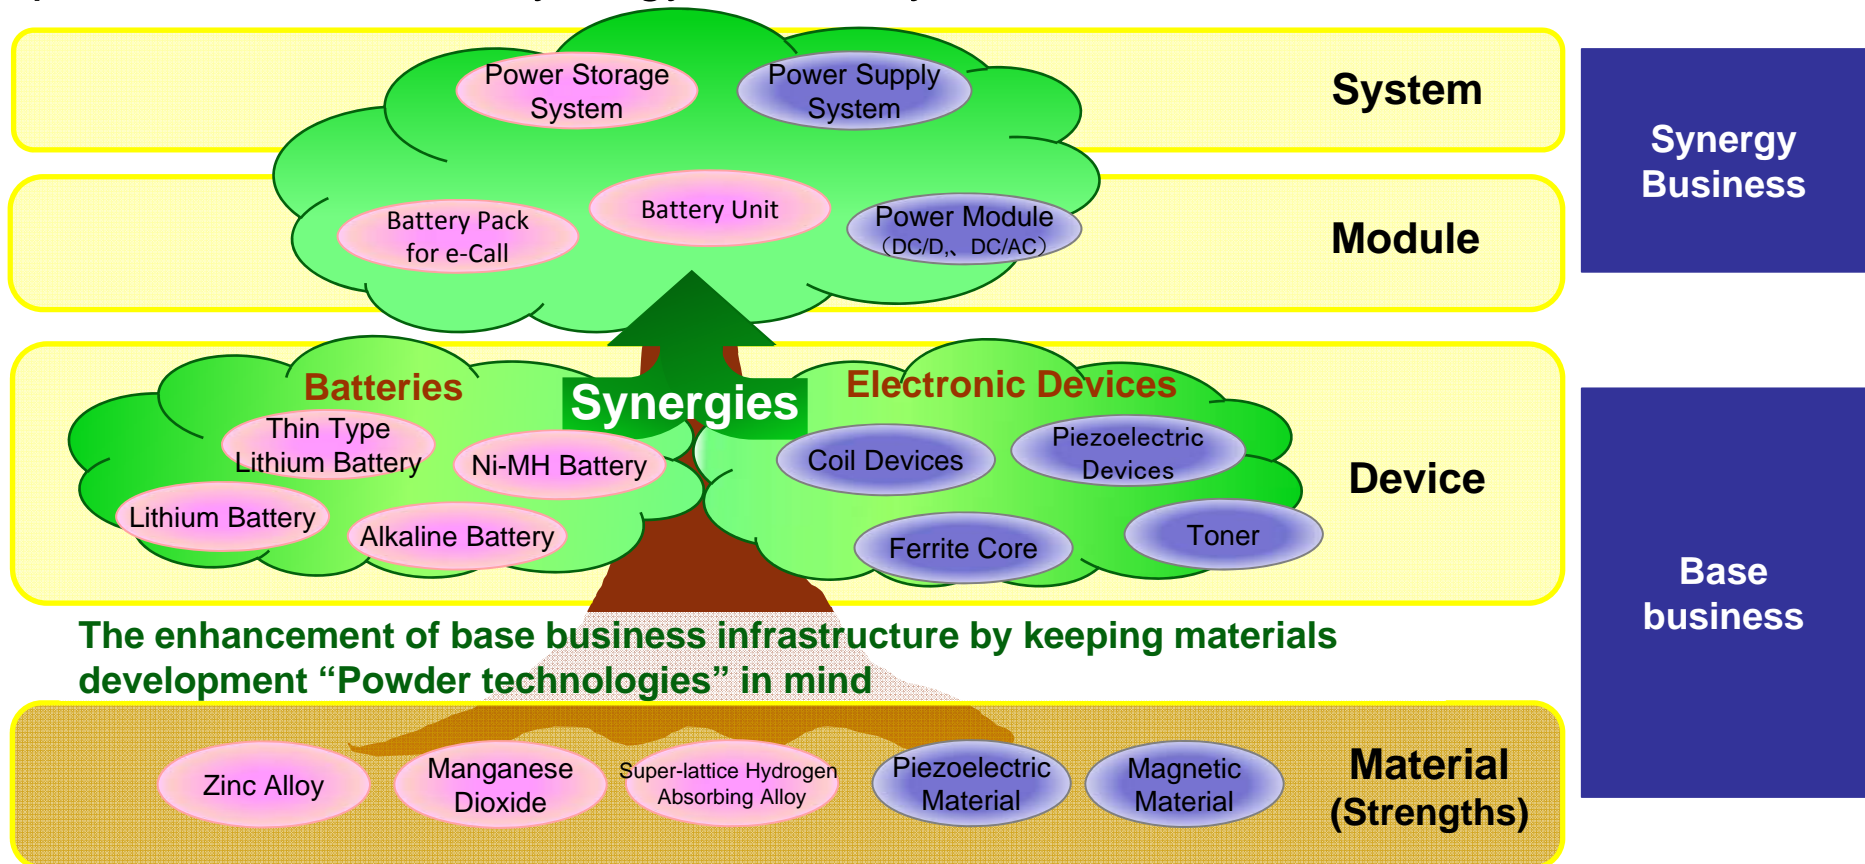 Power Storage
System
Power Supply
System
System
Synergy
Business
Battery Pack
for e-Call
Battery Unit
Power Module
（DC/D,、DC/AC）
Module
Batteries
Synergies
Electronic Devices
Thin Type
Lithium Battery
Ni-MH Battery
Lithium Battery
Alkaline Battery
Coil Devices
Piezoelectric
Devices
Ferrite Core
Toner
Device
Base
business
The enhancement of base business infrastructure by keeping materials
development “Powder technologies” in mind
Zinc Alloy
Manganese
Dioxide
Super-lattice Hydrogen
Absorbing Alloy
Piezoelectric
Material
Magnetic
Material
Material
(Strengths)